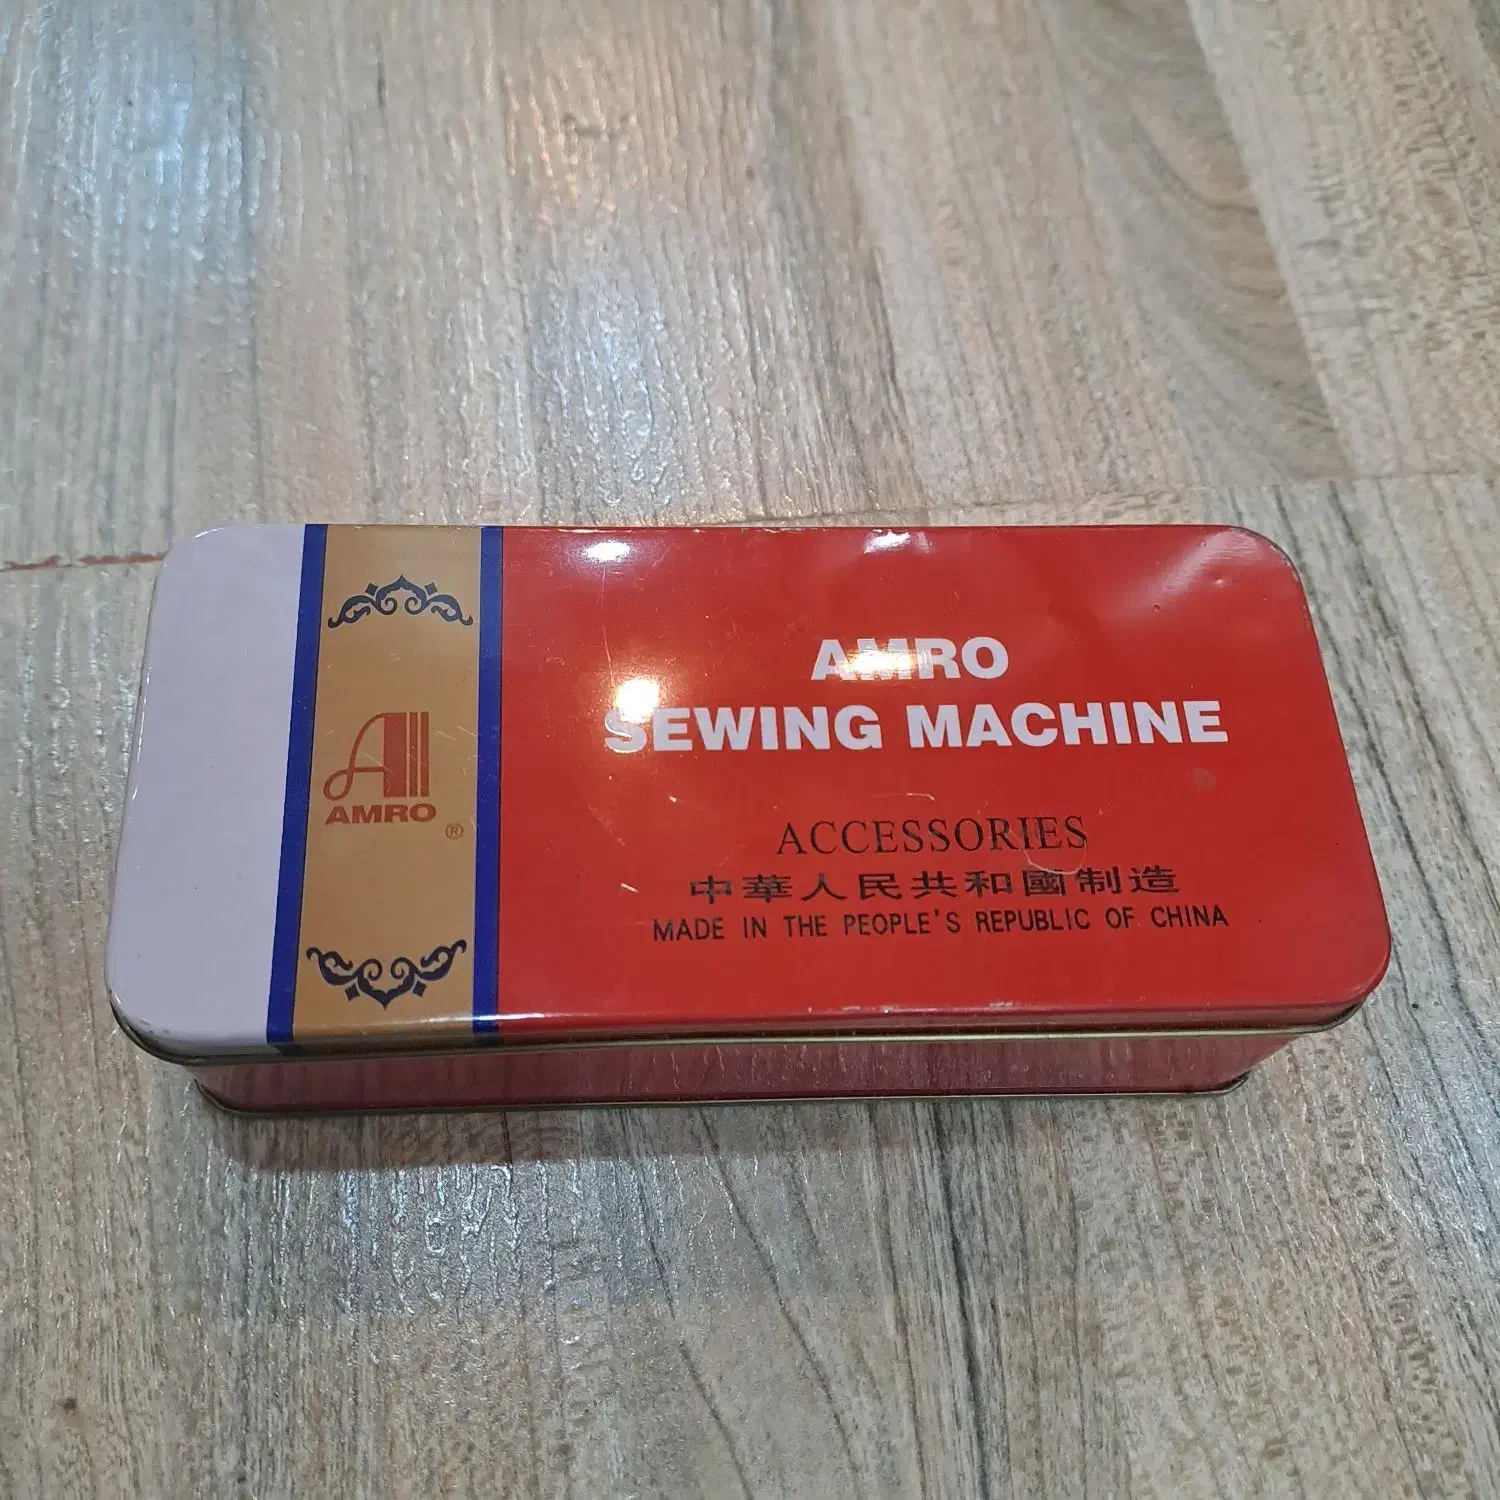 AMRO
®
AMRO
SEWING MACHINE
ACCESSORIES
中華人民共和國制造
MADE IN THE PEOPLE'S REPUBLIC OF CHINA